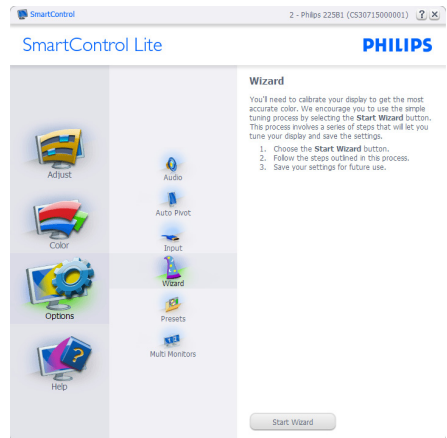 SmartControl
2 - Philips 225B1 (CS30715000001)
SmartControl Lite
PHILIPS
Adjust
Color
Options
Help
Audio
Auto Pivot
Input
Wizard
Presets
Multi Monitors
Wizard
You'll need to calibrate your display to get the most
accurate color. We encourage you to use the simple
tuning process by selecting the Start Wizard button.
This process involves a series of steps that will let you
tune your display and save the settings.
1. Choose the Start Wizard button.
2. Follow the steps outlined in this process.
3. Save your settings for future use.
Start Wizard